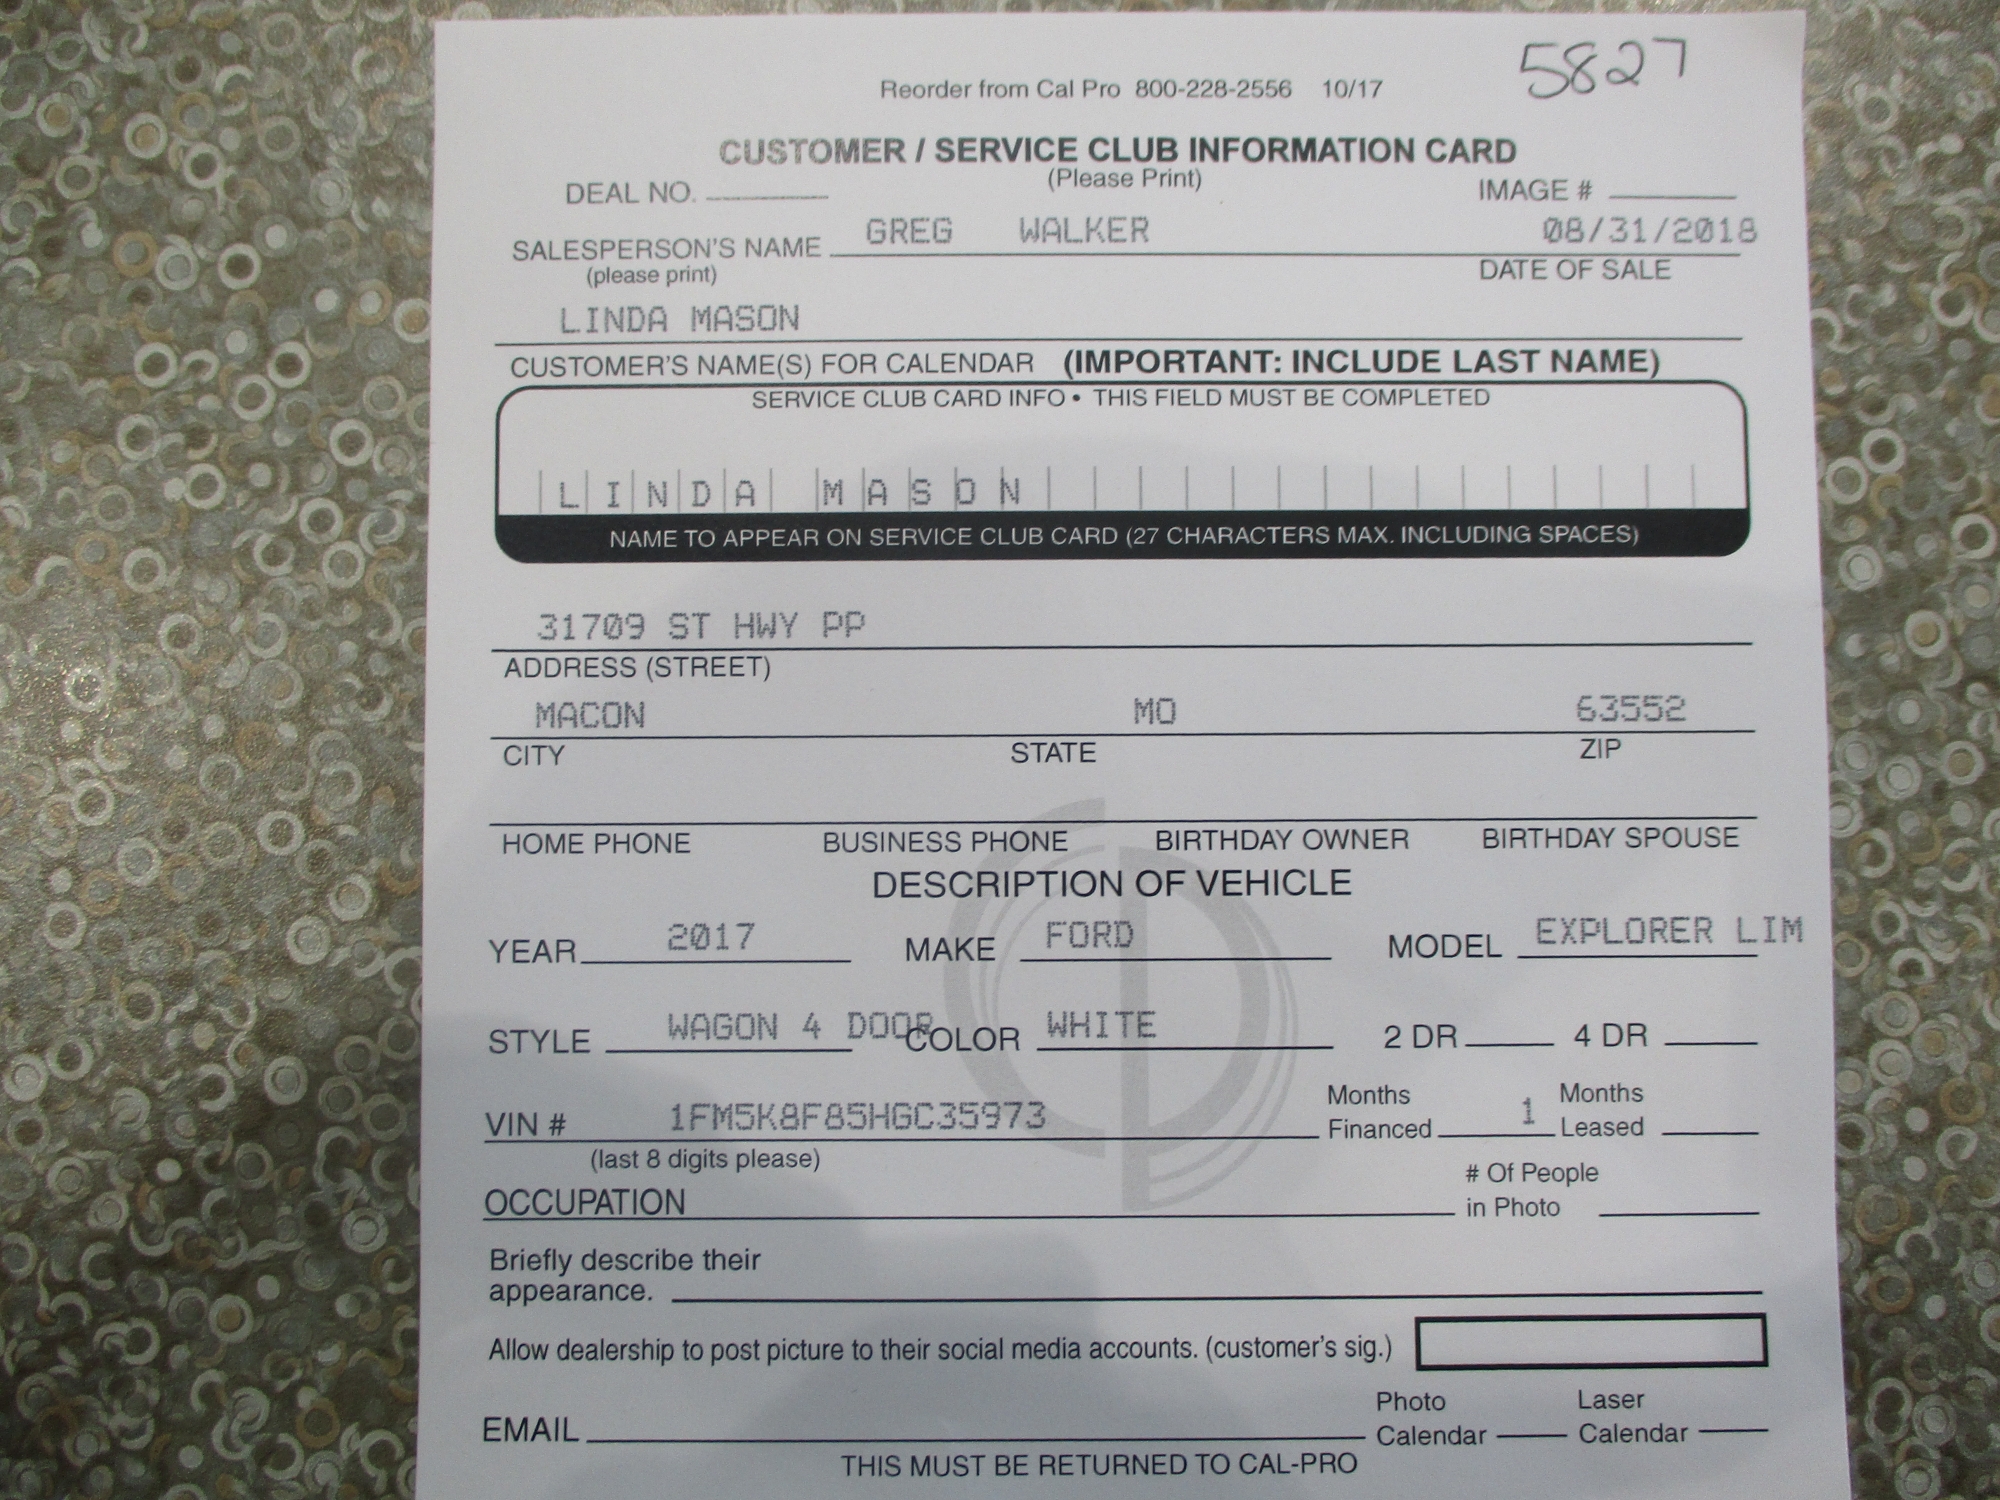 5827
Reorder from Cal Pro 800-228-2556 10/17
CUSTOMER / SERVICE CLUB INFORMATION CARD
(Please Print)
DEAL NO. IMAGE #
SALESPERSON'S NAME GREG WALKER 08/31/2018
(please print) DATE OF SALE
LINDA MASON
CUSTOMER'S NAME(S) FOR CALENDAR (IMPORTANT: INCLUDE LAST NAME)
SERVICE CLUB CARD INFO • THIS FIELD MUST BE COMPLETED
LINDA MASON
NAME TO APPEAR ON SERVICE CLUB CARD (27 CHARACTERS MAX. INCLUDING SPACES)
31709 ST HWY PP
ADDRESS (STREET)
MACON MO 63552
CITY STATE ZIP
HOME PHONE BUSINESS PHONE BIRTHDAY OWNER BIRTHDAY SPOUSE
DESCRIPTION OF VEHICLE
YEAR 2017 MAKE FORD MODEL EXPLORER LIM
STYLE WAGON 4 DOOR COLOR WHITE 2 DR 4 DR
VIN # 1FM5K8F85HGC35973 Months Financed 1 Months Leased
(last 8 digits please)
OCCUPATION # Of People in Photo
Briefly describe their
appearance.
Allow dealership to post picture to their social media accounts. (customer's sig.)
EMAIL Photo Calendar Laser Calendar
THIS MUST BE RETURNED TO CAL-PRO